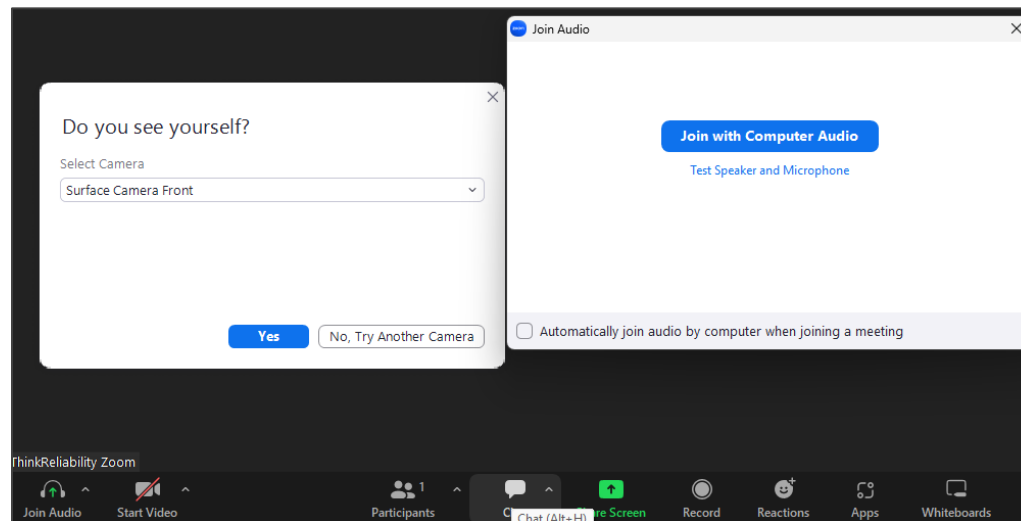 Join Audio
Do you see yourself?
Select Camera
Surface Camera Front
Yes
No, Try Another Camera
Join with Computer Audio
Test Speaker and Microphone
Automatically join audio by computer when joining a meeting
ThinkReliability Zoom
1
Join Audio
Start Video
Participants
Chat (Alt+H)
Screen
Record
Reactions
Apps
Whiteboards